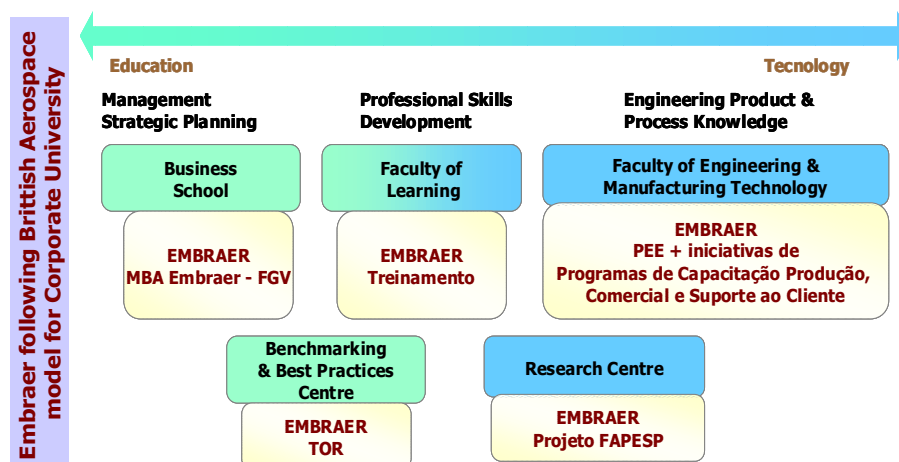 Embraer following Brittish Aerospace
model for Corporate University
Education
Tecnology
Management
Strategic Planning
Professional Skills
Development
Engineering Product &
Process Knowledge
Business
School
Faculty of
Learning
Faculty of Engineering &
Manufacturing Technology
EMBRAER
MBA Embraer - FGV
EMBRAER
Treinamento
EMBRAER
PEE + iniciativas de
Programas de Capacitação Produção,
Comercial e Suporte ao Cliente
Benchmarking
& Best Practices
Centre
Research Centre
EMBRAER
TOR
EMBRAER
Projeto FAPESP